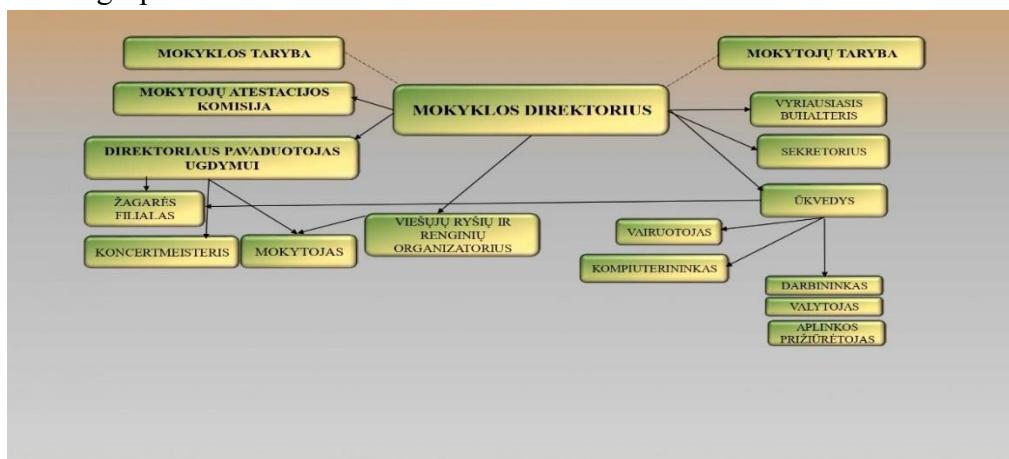 MOKYKLOS TARYBA
MOKYTOJŲ TARYBA
MOKYTOJŲ ATESTACIJOS
KOMISIJA
MOKYKLOS DIREKTORIUS
VYRIAUSIASIS
BUHALTERIS
DIREKTORIAUS PAVADUOTOJAS
UGDYMUI
SEKRETORIUS
ŽAGARĖS
FILIALAS
ŪKVEDYS
VIEŠŲJŲ RYŠIŲ IR
RENGINIŲ
ORGANIZATORIUS
VAIRUOTOJAS
KONCERTMEISTERIS
MOKYTOJAS
KOMPIUTERININKAS
DARBININKAS
VALYTOJAS
APLINKOS
PRIŽIŪRĖTOJAS